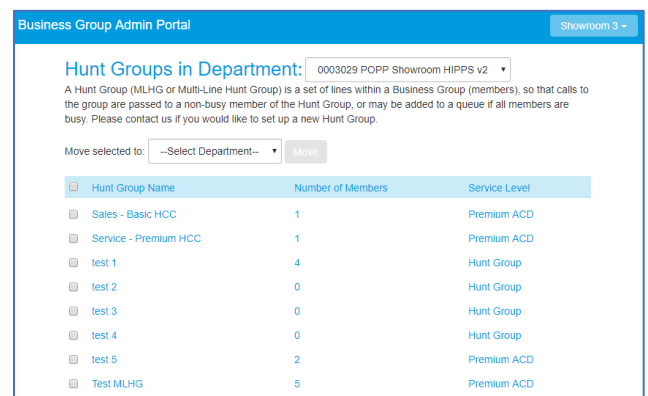 Business Group Admin Portal
Showroom 3
Hunt Groups in Department: 0003029 POPP Showroom HIPPS v2
A Hunt Group (MLHG or Multi-Line Hunt Group) is a set of lines within a Business Group (members), so that calls to
the group are passed to a non-busy member of the Hunt Group, or may be added to a queue if all members are
busy. Please contact us if you would like to set up a new Hunt Group.
Move selected to: --Select Department-- Move
Hunt Group Name Number of Members Service Level
Sales - Basic HCC 1 Premium ACD
Service - Premium HCC 1 Premium ACD
test 1 4 Hunt Group
test 2 0 Hunt Group
test 3 0 Hunt Group
test 4 0 Hunt Group
test 5 2 Premium ACD
Test MLHG 5 Premium ACD